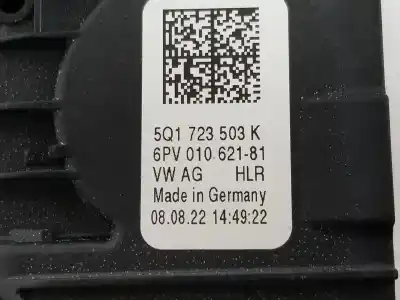 5Q1 723 503 K
6PV 010 621-81
VW AG HLR
Made in Germany
08.08.22 14:49:22